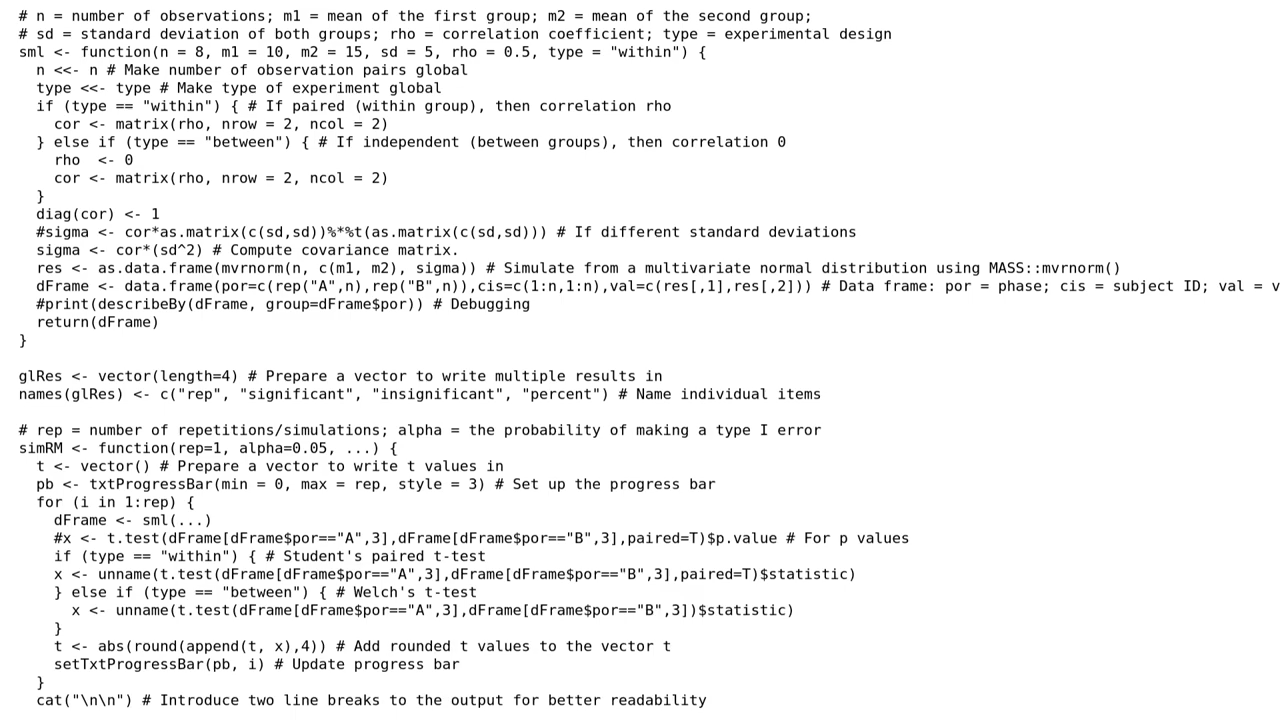 # n = number of observations; m1 = mean of the first group; m2 = mean of the second group;
# sd = standard deviation of both groups; rho = correlation coefficient; type = experimental design
sml <- function(n = 8, m1 = 10, m2 = 15, sd = 5, rho = 0.5, type = "within") {
  n <<- n # Make number of observation pairs global
  type <<- type # Make type of experiment global
  if (type == "within") { # If paired (within group), then correlation rho
    cor <- matrix(rho, nrow = 2, ncol = 2)
  } else if (type == "between") { # If independent (between groups), then correlation 0
    rho  <- 0
    cor <- matrix(rho, nrow = 2, ncol = 2)
  }
  diag(cor) <- 1
  #sigma <- cor*as.matrix(c(sd,sd))%*%t(as.matrix(c(sd,sd))) # If different standard deviations
  sigma <- cor*(sd^2) # Compute covariance matrix.
  res <- as.data.frame(mvrnorm(n, c(m1, m2), sigma)) # Simulate from a multivariate normal distribution using MASS::mvrnorm()
  dFrame <- data.frame(por=c(rep("A",n),rep("B",n)),cis=c(1:n,1:n),val=c(res[,1],res[,2])) # Data frame: por = phase; cis = subject ID; val = v
  #print(describeBy(dFrame, group=dFrame$por)) # Debugging
  return(dFrame)
}

glRes <- vector(length=4) # Prepare a vector to write multiple results in
names(glRes) <- c("rep", "significant", "insignificant", "percent") # Name individual items

# rep = number of repetitions/simulations; alpha = the probability of making a type I error
simRM <- function(rep=1, alpha=0.05, ...) {
  t <- vector() # Prepare a vector to write t values in
  pb <- txtProgressBar(min = 0, max = rep, style = 3) # Set up the progress bar
  for (i in 1:rep) {
    dFrame <- sml(...)
    #x <- t.test(dFrame[dFrame$por=="A",3],dFrame[dFrame$por=="B",3],paired=T)$p.value # For p values
    if (type == "within") { # Student's paired t-test
    x <- unname(t.test(dFrame[dFrame$por=="A",3],dFrame[dFrame$por=="B",3],paired=T)$statistic)
    } else if (type == "between") { # Welch's t-test
      x <- unname(t.test(dFrame[dFrame$por=="A",3],dFrame[dFrame$por=="B",3])$statistic)
    }
    t <- abs(round(append(t, x),4)) # Add rounded t values to the vector t
    setTxtProgressBar(pb, i) # Update progress bar
  }
  cat("\n\n") # Introduce two line breaks to the output for better readability